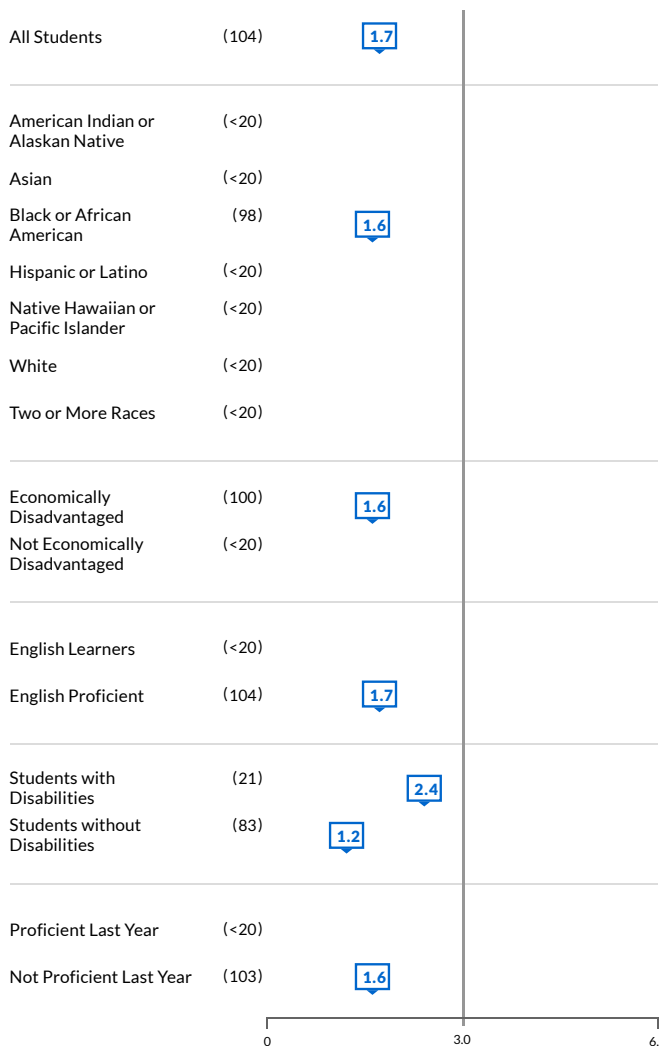 All Students (104) 1.7
American Indian or (<20)
Alaskan Native
Asian (<20)
Black or African (98) 1.6
American
Hispanic or Latino (<20)
Native Hawaiian or (<20)
Pacific Islander
White (<20)
Two or More Races (<20)
Economically (100) 1.6
Disadvantaged
Not Economically (<20)
Disadvantaged
English Learners (<20)
English Proficient (104) 1.7
Students with (21) 2.4
Disabilities
Students without (83) 1.2
Disabilities
Proficient Last Year (<20)
Not Proficient Last Year (103) 1.6
0 3.0 6.